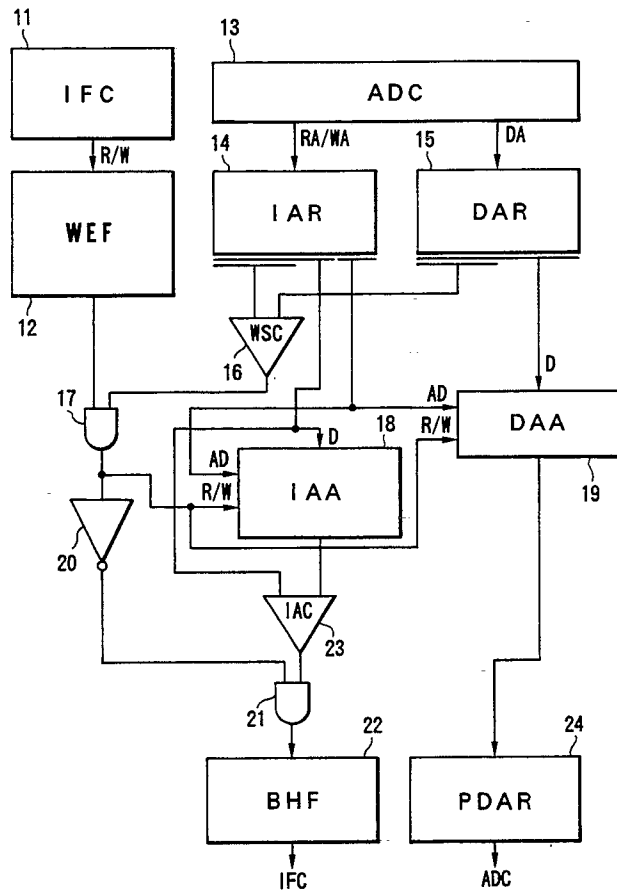 11
IFC
R/W
WEF
12
13
ADC
RA/WA
DA
14
IAR
15
DAR
WSC
16
17
D
AD
R/W
DAA
19
18
D
AD
R/W
IAA
20
IAC
23
21
22
BHF
IFC
24
PDAR
ADC